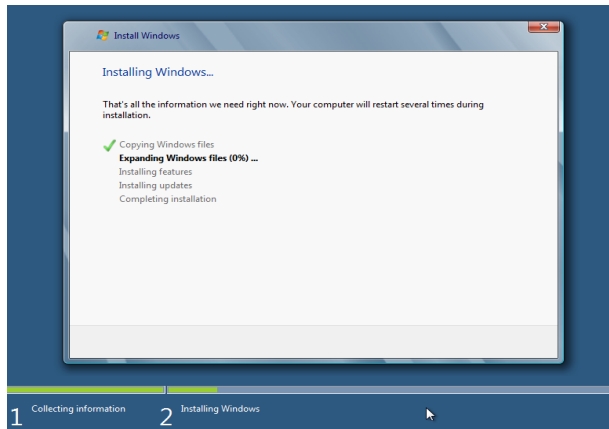 Install Windows
Installing Windows...
That's all the information we need right now. Your computer will restart several times during
installation.
Copying Windows files
Expanding Windows files (0%) ...
Installing features
Installing updates
Completing installation
1 Collecting information 2 Installing Windows